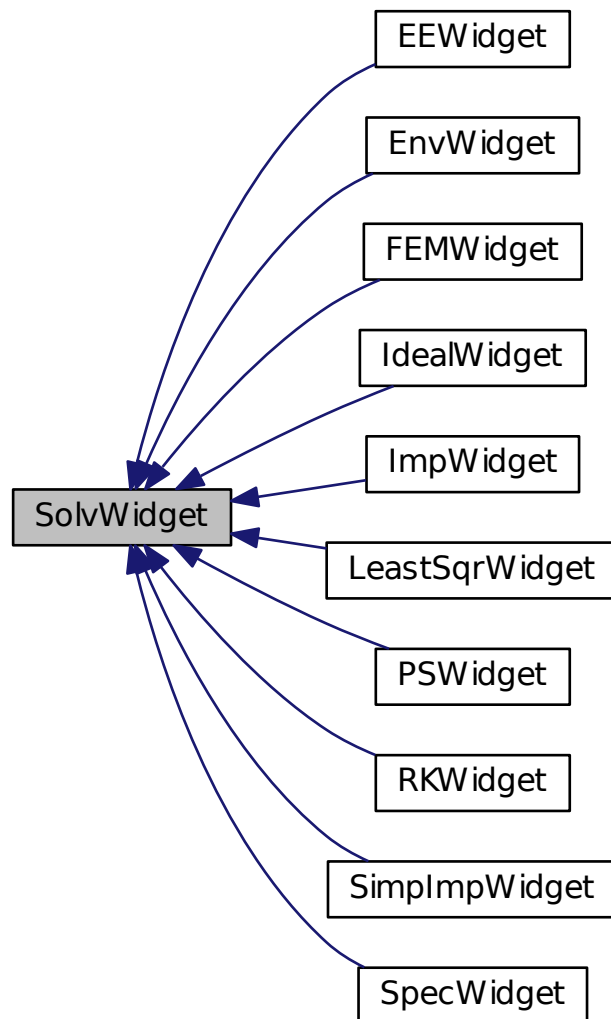 EEWidget
EnvWidget
FEMWidget
IdealWidget
ImpWidget
SolvWidget
LeastSqrWidget
PSWidget
RKWidget
SimpImpWidget
SpecWidget